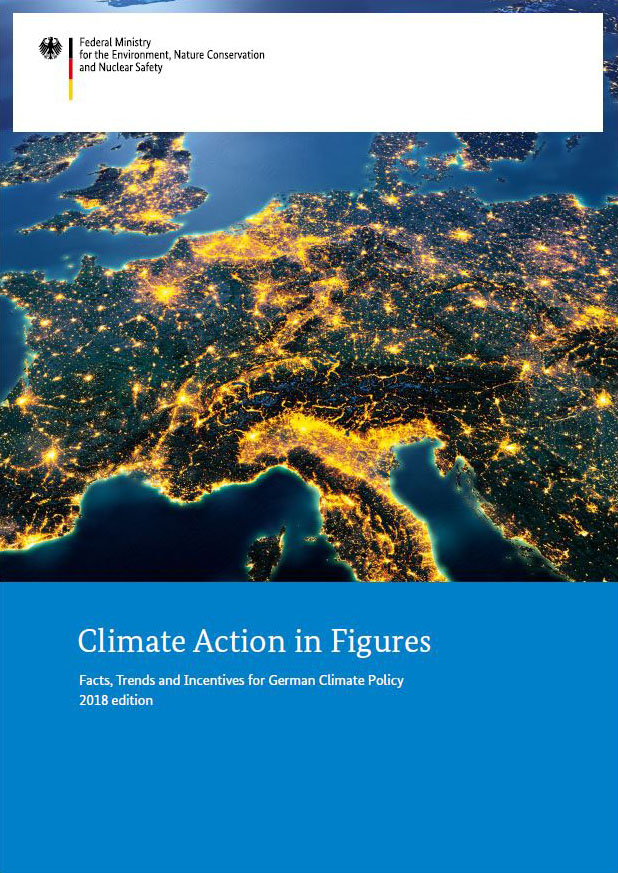 Federal Ministry
for the Environment, Nature Conservation
and Nuclear Safety
Climate Action in Figures
Facts, Trends and Incentives for German Climate Policy
2018 edition